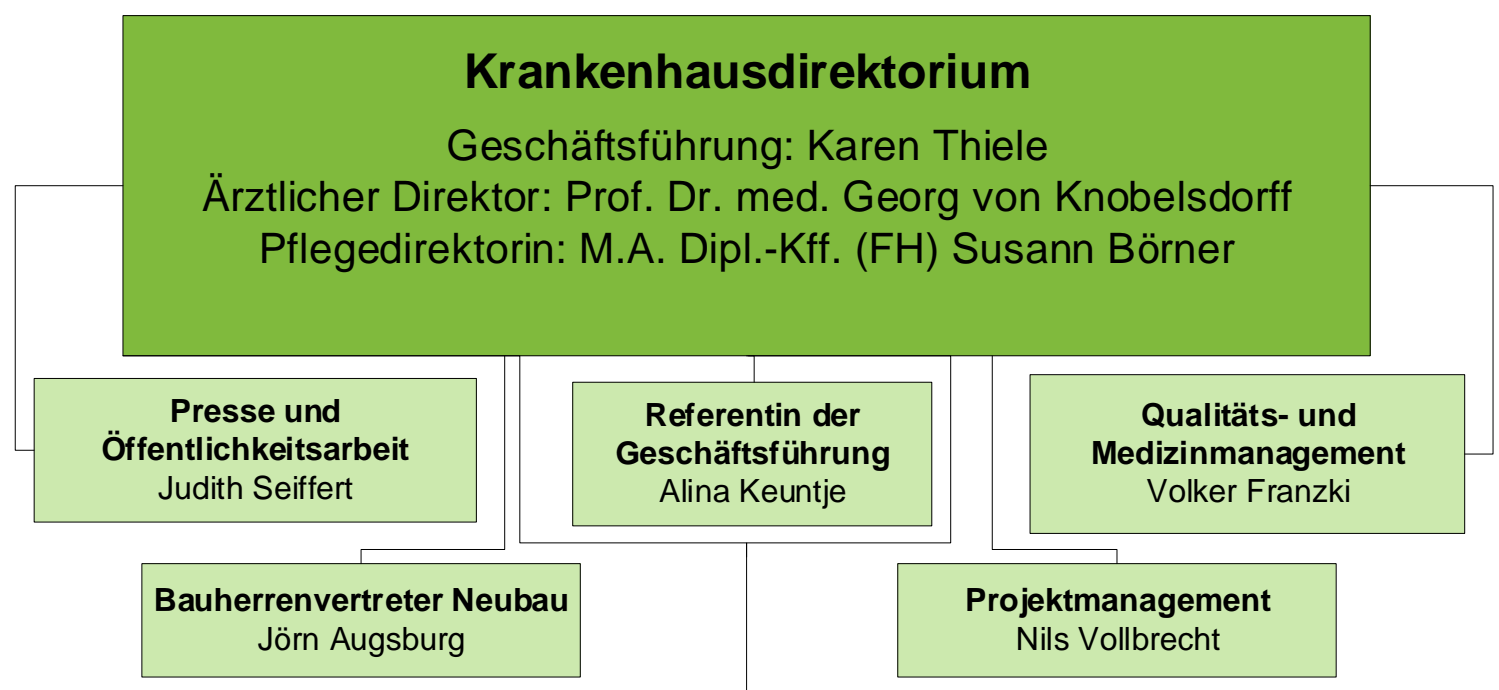 Krankenhausdirektorium
Geschäftsführung: Karen Thiele
Ärztlicher Direktor: Prof. Dr. med. Georg von Knobelsdorff
Pflegedirektorin: M.A. Dipl.-Kff. (FH) Susann Börner
Presse und
Öffentlichkeitsarbeit
Judith Seiffert
Referentin der
Geschäftsführung
Alina Keuntje
Qualitäts- und
Medizinmanagement
Volker Franzki
Bauherrenvertreter Neubau
Jörn Augsburg
Projektmanagement
Nils Vollbrecht